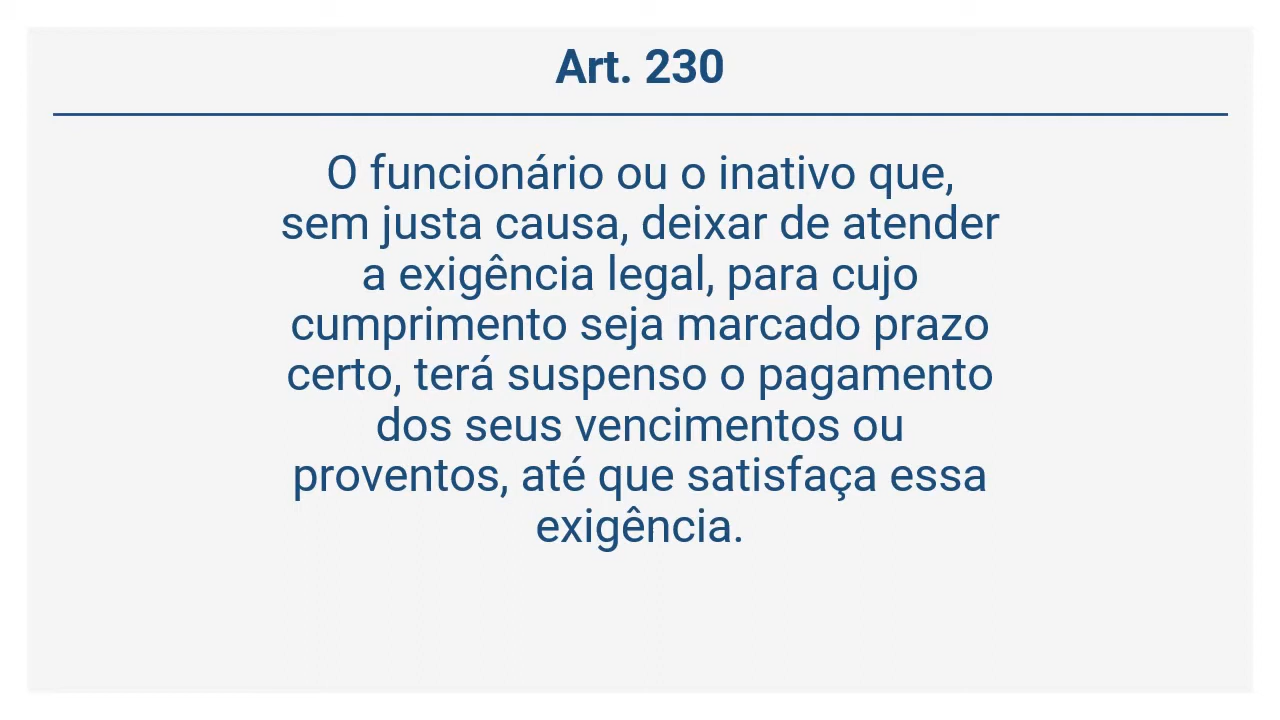 Art. 230
O funcionário ou o inativo que,
sem justa causa, deixar de atender
a exigência legal, para cujo
cumprimento seja marcado prazo
certo, terá suspenso o pagamento
dos seus vencimentos ou
proventos, até que satisfaça essa
exigência.